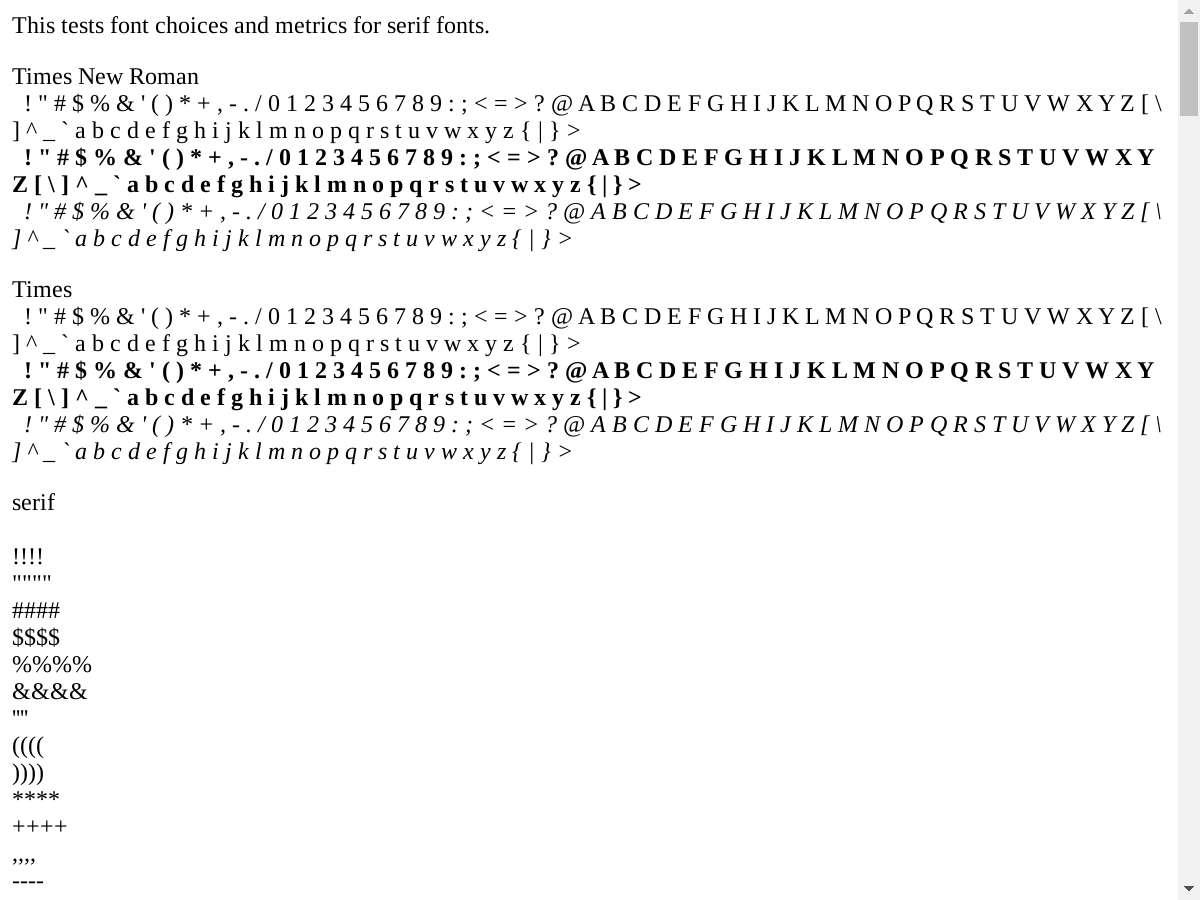 This tests font choices and metrics for serif fonts.
Times New Roman
! " # $ % & ' ( ) * + , - . / 0 1 2 3 4 5 6 7 8 9 : ; < = > ? @ A B C D E F G H I J K L M N O P Q R S T U V W X Y Z [ \
] ^ _ ` a b c d e f g h i j k l m n o p q r s t u v w x y z { | } >
! " # $ % & ' ( ) * + , - . / 0 1 2 3 4 5 6 7 8 9 : ; < = > ? @ A B C D E F G H I J K L M N O P Q R S T U V W X Y
Z [ \ ] ^ _ ` a b c d e f g h i j k l m n o p q r s t u v w x y z { | } >
! " # $ % & ' ( ) * + , - . / 0 1 2 3 4 5 6 7 8 9 : ; < = > ? @ A B C D E F G H I J K L M N O P Q R S T U V W X Y Z [ \
] ^ _ ` a b c d e f g h i j k l m n o p q r s t u v w x y z { | } >
Times
! " # $ % & ' ( ) * + , - . / 0 1 2 3 4 5 6 7 8 9 : ; < = > ? @ A B C D E F G H I J K L M N O P Q R S T U V W X Y Z [ \
] ^ _ ` a b c d e f g h i j k l m n o p q r s t u v w x y z { | } >
! " # $ % & ' ( ) * + , - . / 0 1 2 3 4 5 6 7 8 9 : ; < = > ? @ A B C D E F G H I J K L M N O P Q R S T U V W X Y
Z [ \ ] ^ _ ` a b c d e f g h i j k l m n o p q r s t u v w x y z { | } >
! " # $ % & ' ( ) * + , - . / 0 1 2 3 4 5 6 7 8 9 : ; < = > ? @ A B C D E F G H I J K L M N O P Q R S T U V W X Y Z [ \
] ^ _ ` a b c d e f g h i j k l m n o p q r s t u v w x y z { | } >
serif
!!!!
""""
####
$$$$
%%%%
&&&&
''''
((((
))))
****
++++
,,,,
----